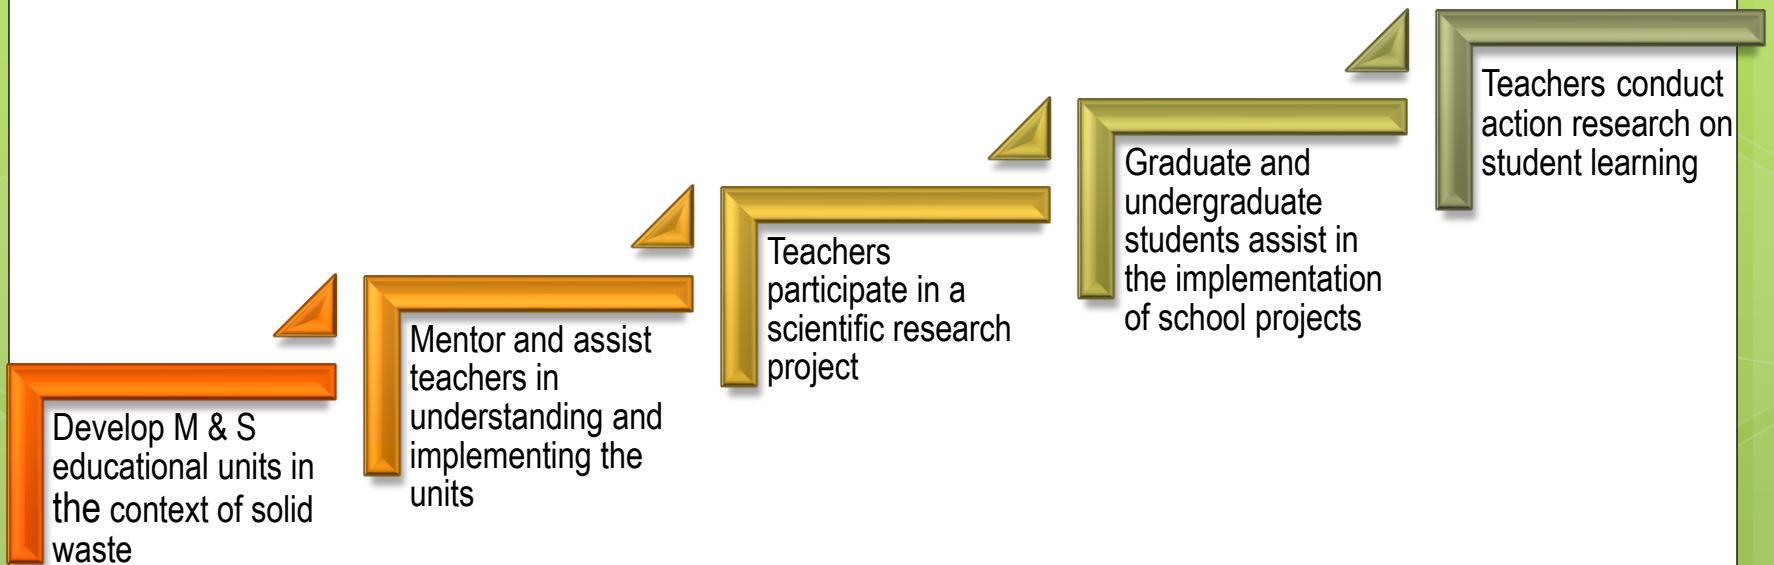 Develop M & S
educational units in
the context of solid
waste
Mentor and assist
teachers in
understanding and
implementing the
units
Teachers
participate in a
scientific research
project
Graduate and
undergraduate
students assist in
the implementation
of school projects
Teachers conduct
action research on
student learning